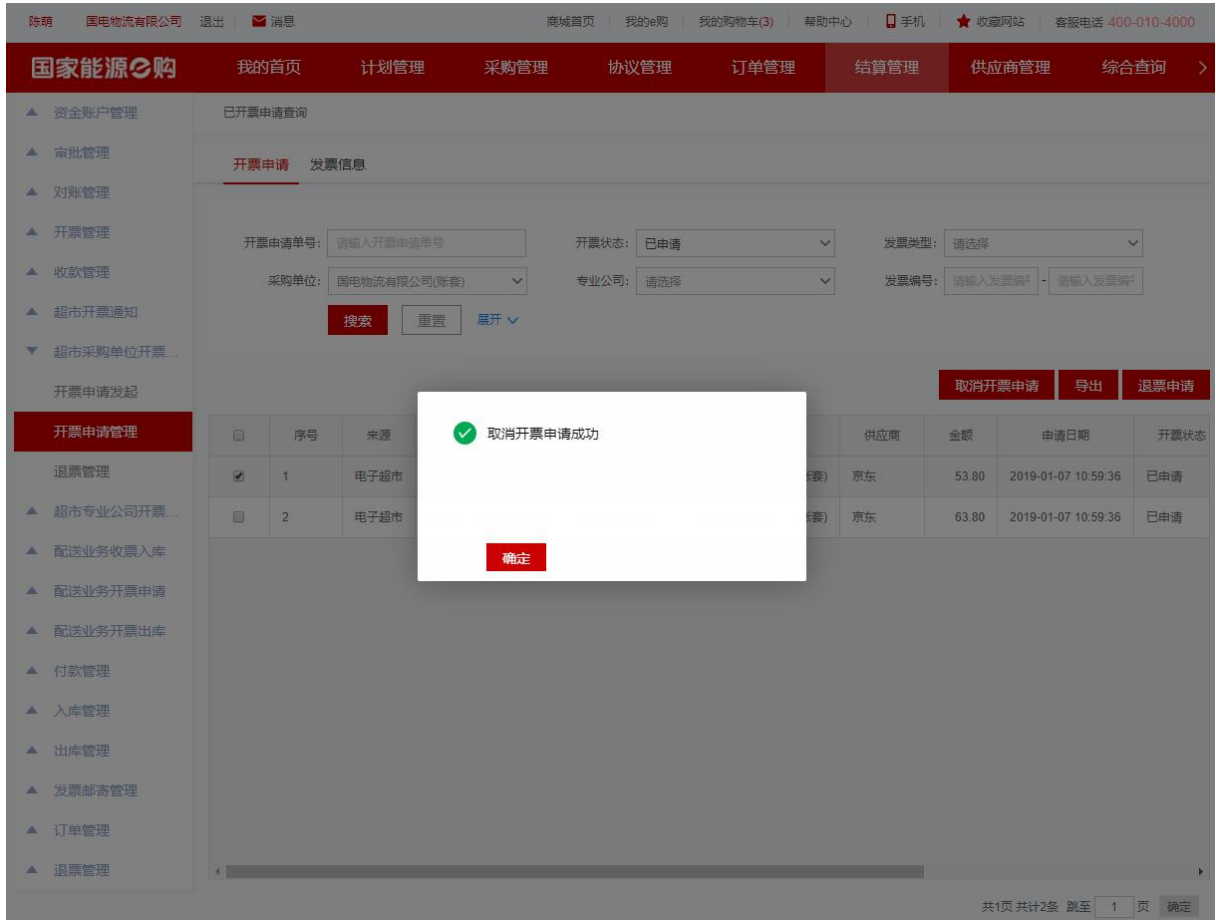 陈萌 国电物流有限公司 退出 消息 商城首页 我的e购 我的购物车(3) 帮助中心 手机 收藏网站 客服电话 400-010-4000
国家能源e购 我的首页 计划管理 采购管理 协议管理 订单管理 结算管理 供应商管理 综合查询
资金账户管理
审批管理
对账管理
开票管理
收款管理
超市开票通知
超市采购单位开票...
开票申请发起
开票申请管理
退票管理
超市专业公司开票...
配送业务收票入库
配送业务开票申请
配送业务开票出库
付款管理
入库管理
出库管理
发票邮寄管理
订单管理
退票管理
已开票申请查询
开票申请 发票信息
开票申请单号: 请输入开票申请单号 开票状态: 已申请 发票类型: 请选择
采购单位: 国电物流有限公司(账套) 专业公司: 请选择 发票编号: 请输入发票编 - 请输入发票编
搜索 重置 展开
取消开票申请 导出 退票申请
序号 来源 供应商 金额 申请日期 开票状态
1 电子超市 套) 京东 53.80 2019-01-07 10:59:36 已申请
2 电子超市 套) 京东 63.80 2019-01-07 10:59:36 已申请
取消开票申请成功
确定
共1页 共计2条 跳至 1 页 确定